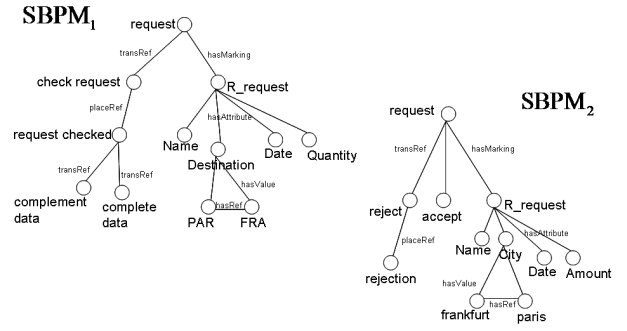 SBPM1
request
transRef
hasMarking
check request
R_request
placeRef
hasAttribute
request checked
Name
Destination
Date
Quantity
transRef
transRef
hasValue
complement
data
complete
data
hasRef
PAR
FRA
SBPM2
request
transRef
hasMarking
reject
accept
R_request
placeRef
hasAttribute
Name
City
Date
Amount
rejection
hasValue
hasRef
frankfurt
paris